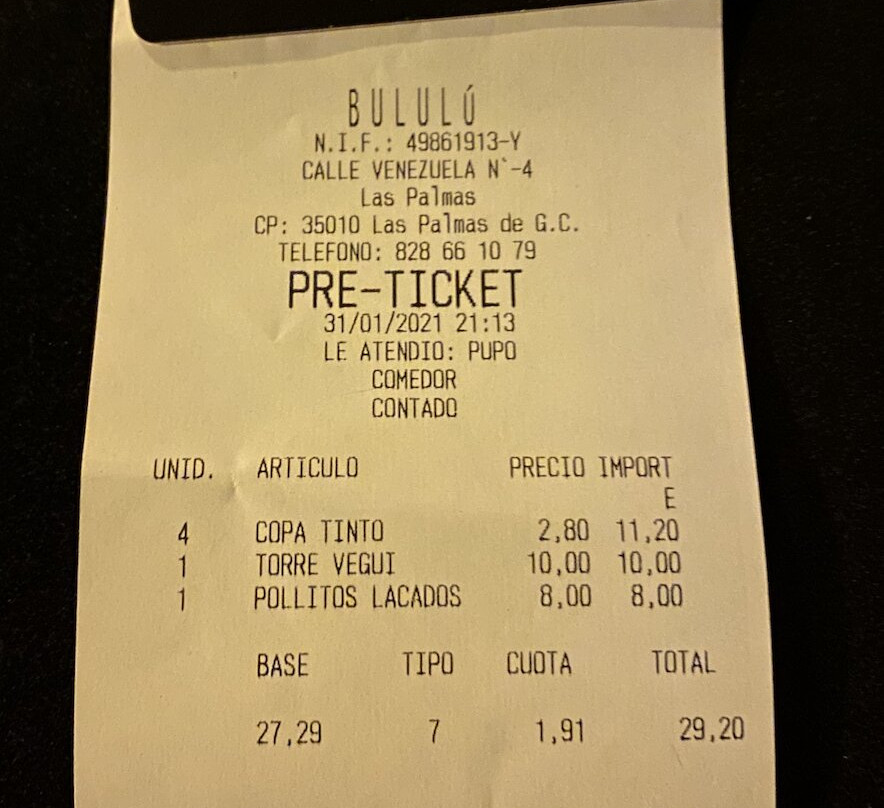 BULULÚ
N.I.F.: 49861913-Y
CALLE VENEZUELA N`-4
Las Palmas
CP: 35010 Las Palmas de G.C.
TELEFONO: 828 66 10 79
PRE-TICKET
31/01/2021 21:13
LE ATENDIO: PUPO
COMEDOR
CONTADO
UNID. ARTICULO PRECIO IMPORT
E
4 COPA TINTO 2,80 11,20
1 TORRE VEGUI 10,00 10,00
1 POLLITOS LACADOS 8,00 8,00
BASE TIPO CUOTA TOTAL
27,29 7 1,91 29,20